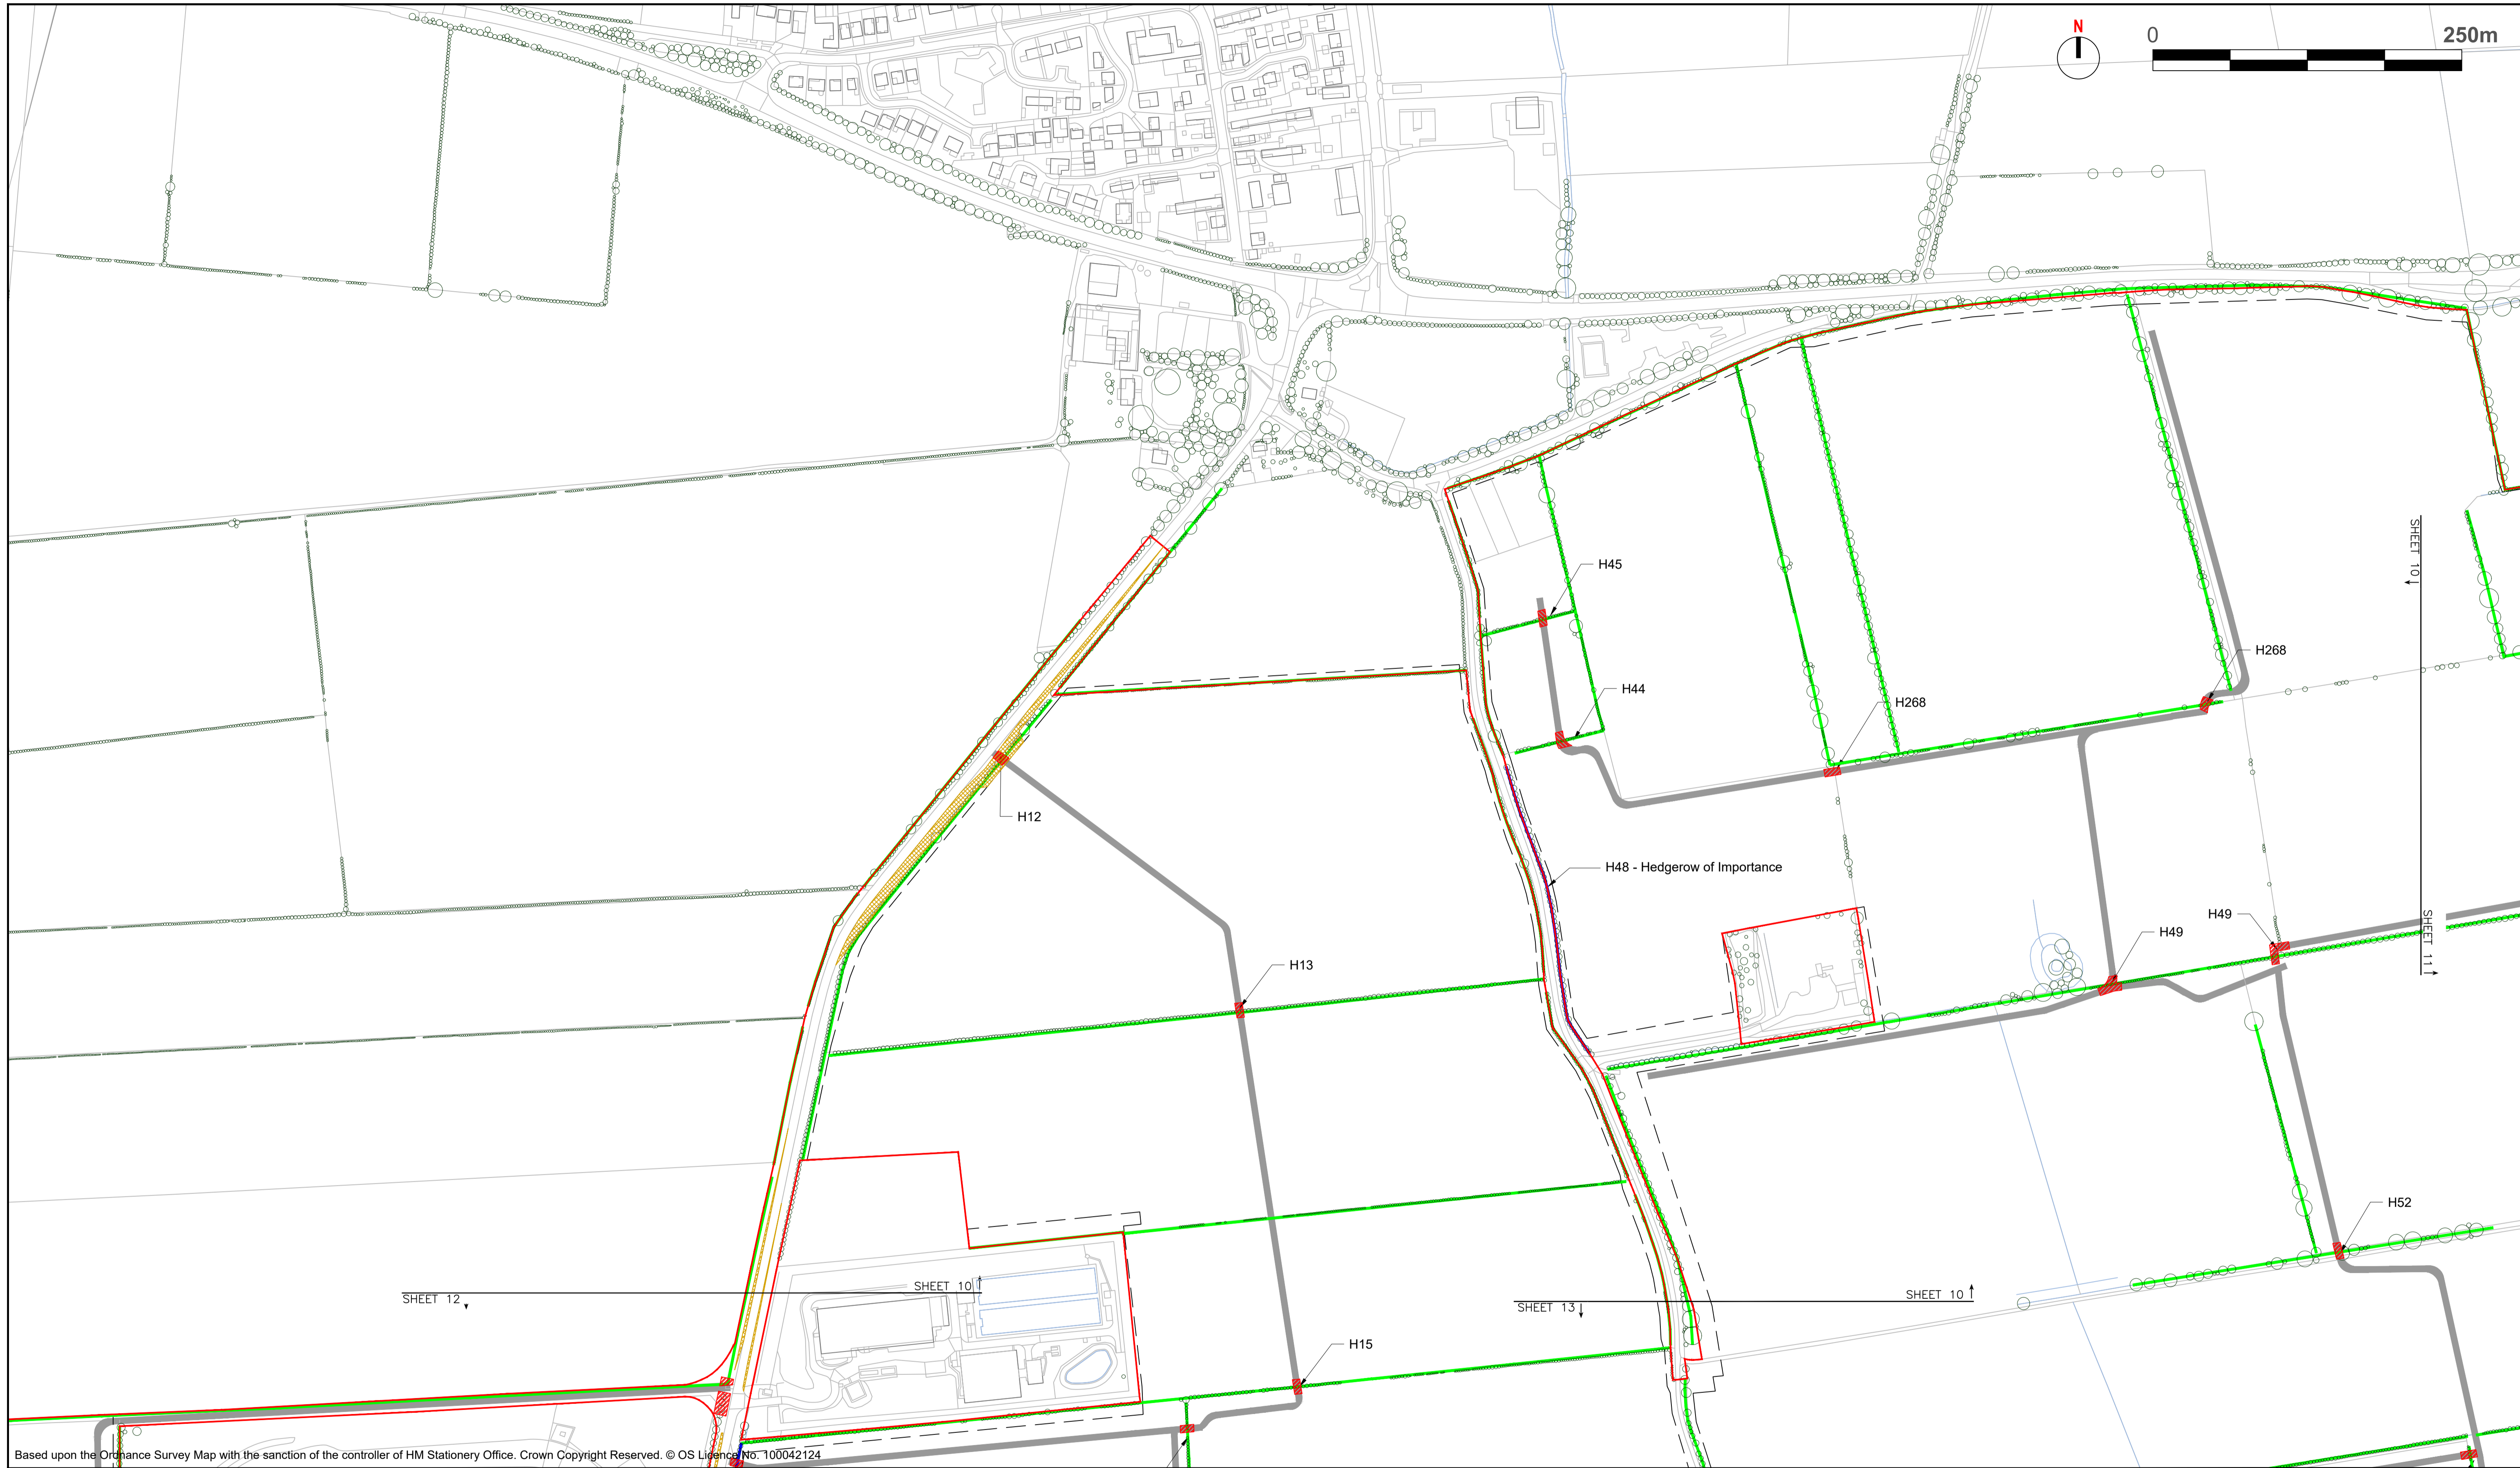 N
0
250m
SHEET 10
H45
H268
H44
H268
H12
H48 - Hedgerow of Importance
H49
H49
SHEET 11
H13
H52
SHEET 10
SHEET 12
SHEET 10
SHEET 13
H15
Based upon the Ordnance Survey Map with the sanction of the controller of HM Stationery Office. Crown Copyright Reserved. © OS Licence No. 100042124